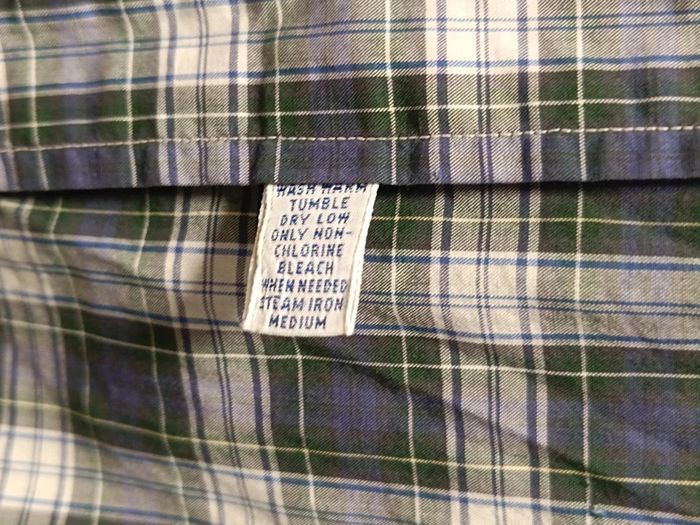 WASH WARM
TUMBLE
DRY LOW
ONLY NON-
CHLORINE
BLEACH
WHEN NEEDED
STEAM IRON
MEDIUM